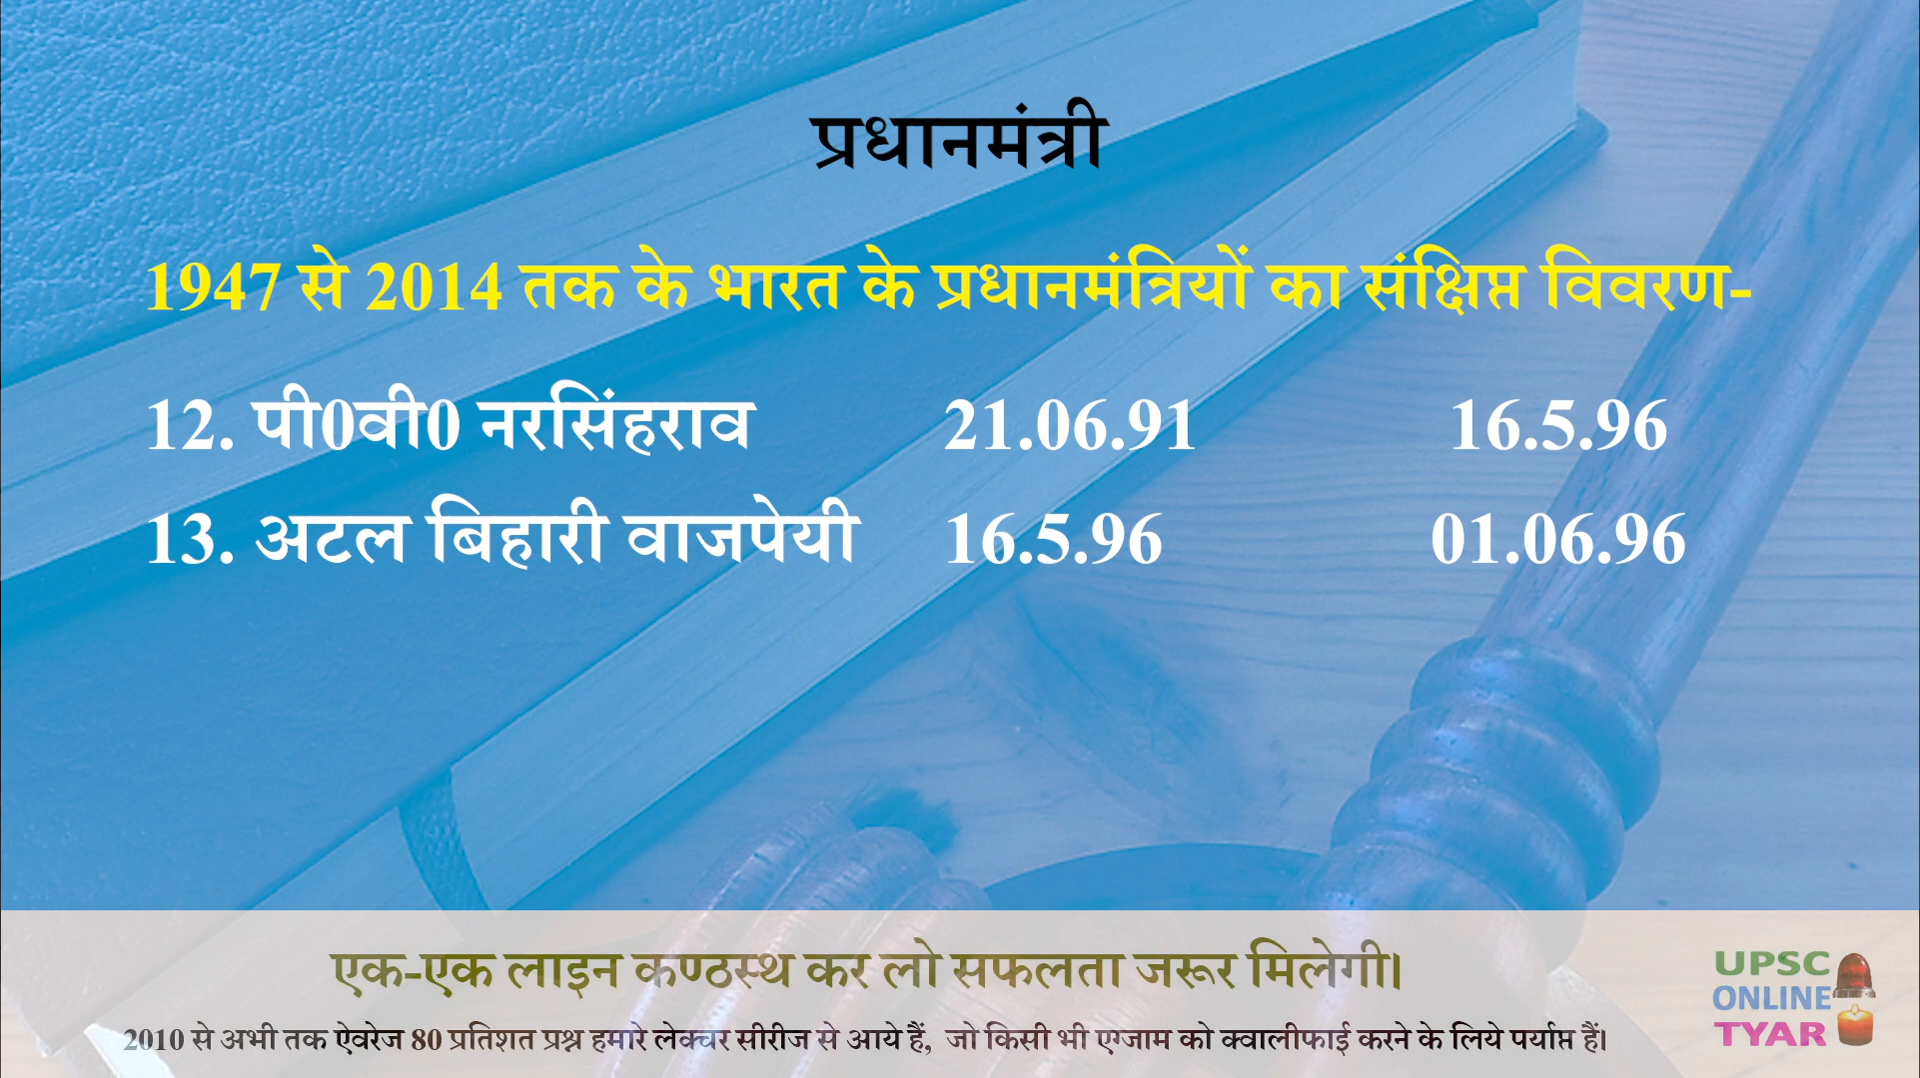 प्रधानमंत्री
1947 से 2014 तक के भारत के प्रधानमंत्रियों का संक्षिप्त विवरण-
12. पी0वी0 नरसिंहराव 21.06.91 16.5.96
13. अटल बिहारी वाजपेयी 16.5.96 01.06.96
एक-एक लाइन कण्ठस्थ कर लो सफलता जरूर मिलेगी।
2010 से अभी तक ऐवरेज 80 प्रतिशत प्रश्न हमारे लेक्चर सीरीज से आये हैं, जो किसी भी एग्जाम को क्वालीफाई करने के लिये पर्याप्त हैं।
UPSC
ONLINE
TYAR